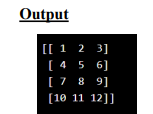 Output
[[ 1 2 3]
[ 4 5 6]
[ 7 8 9]
[10 11 12]]